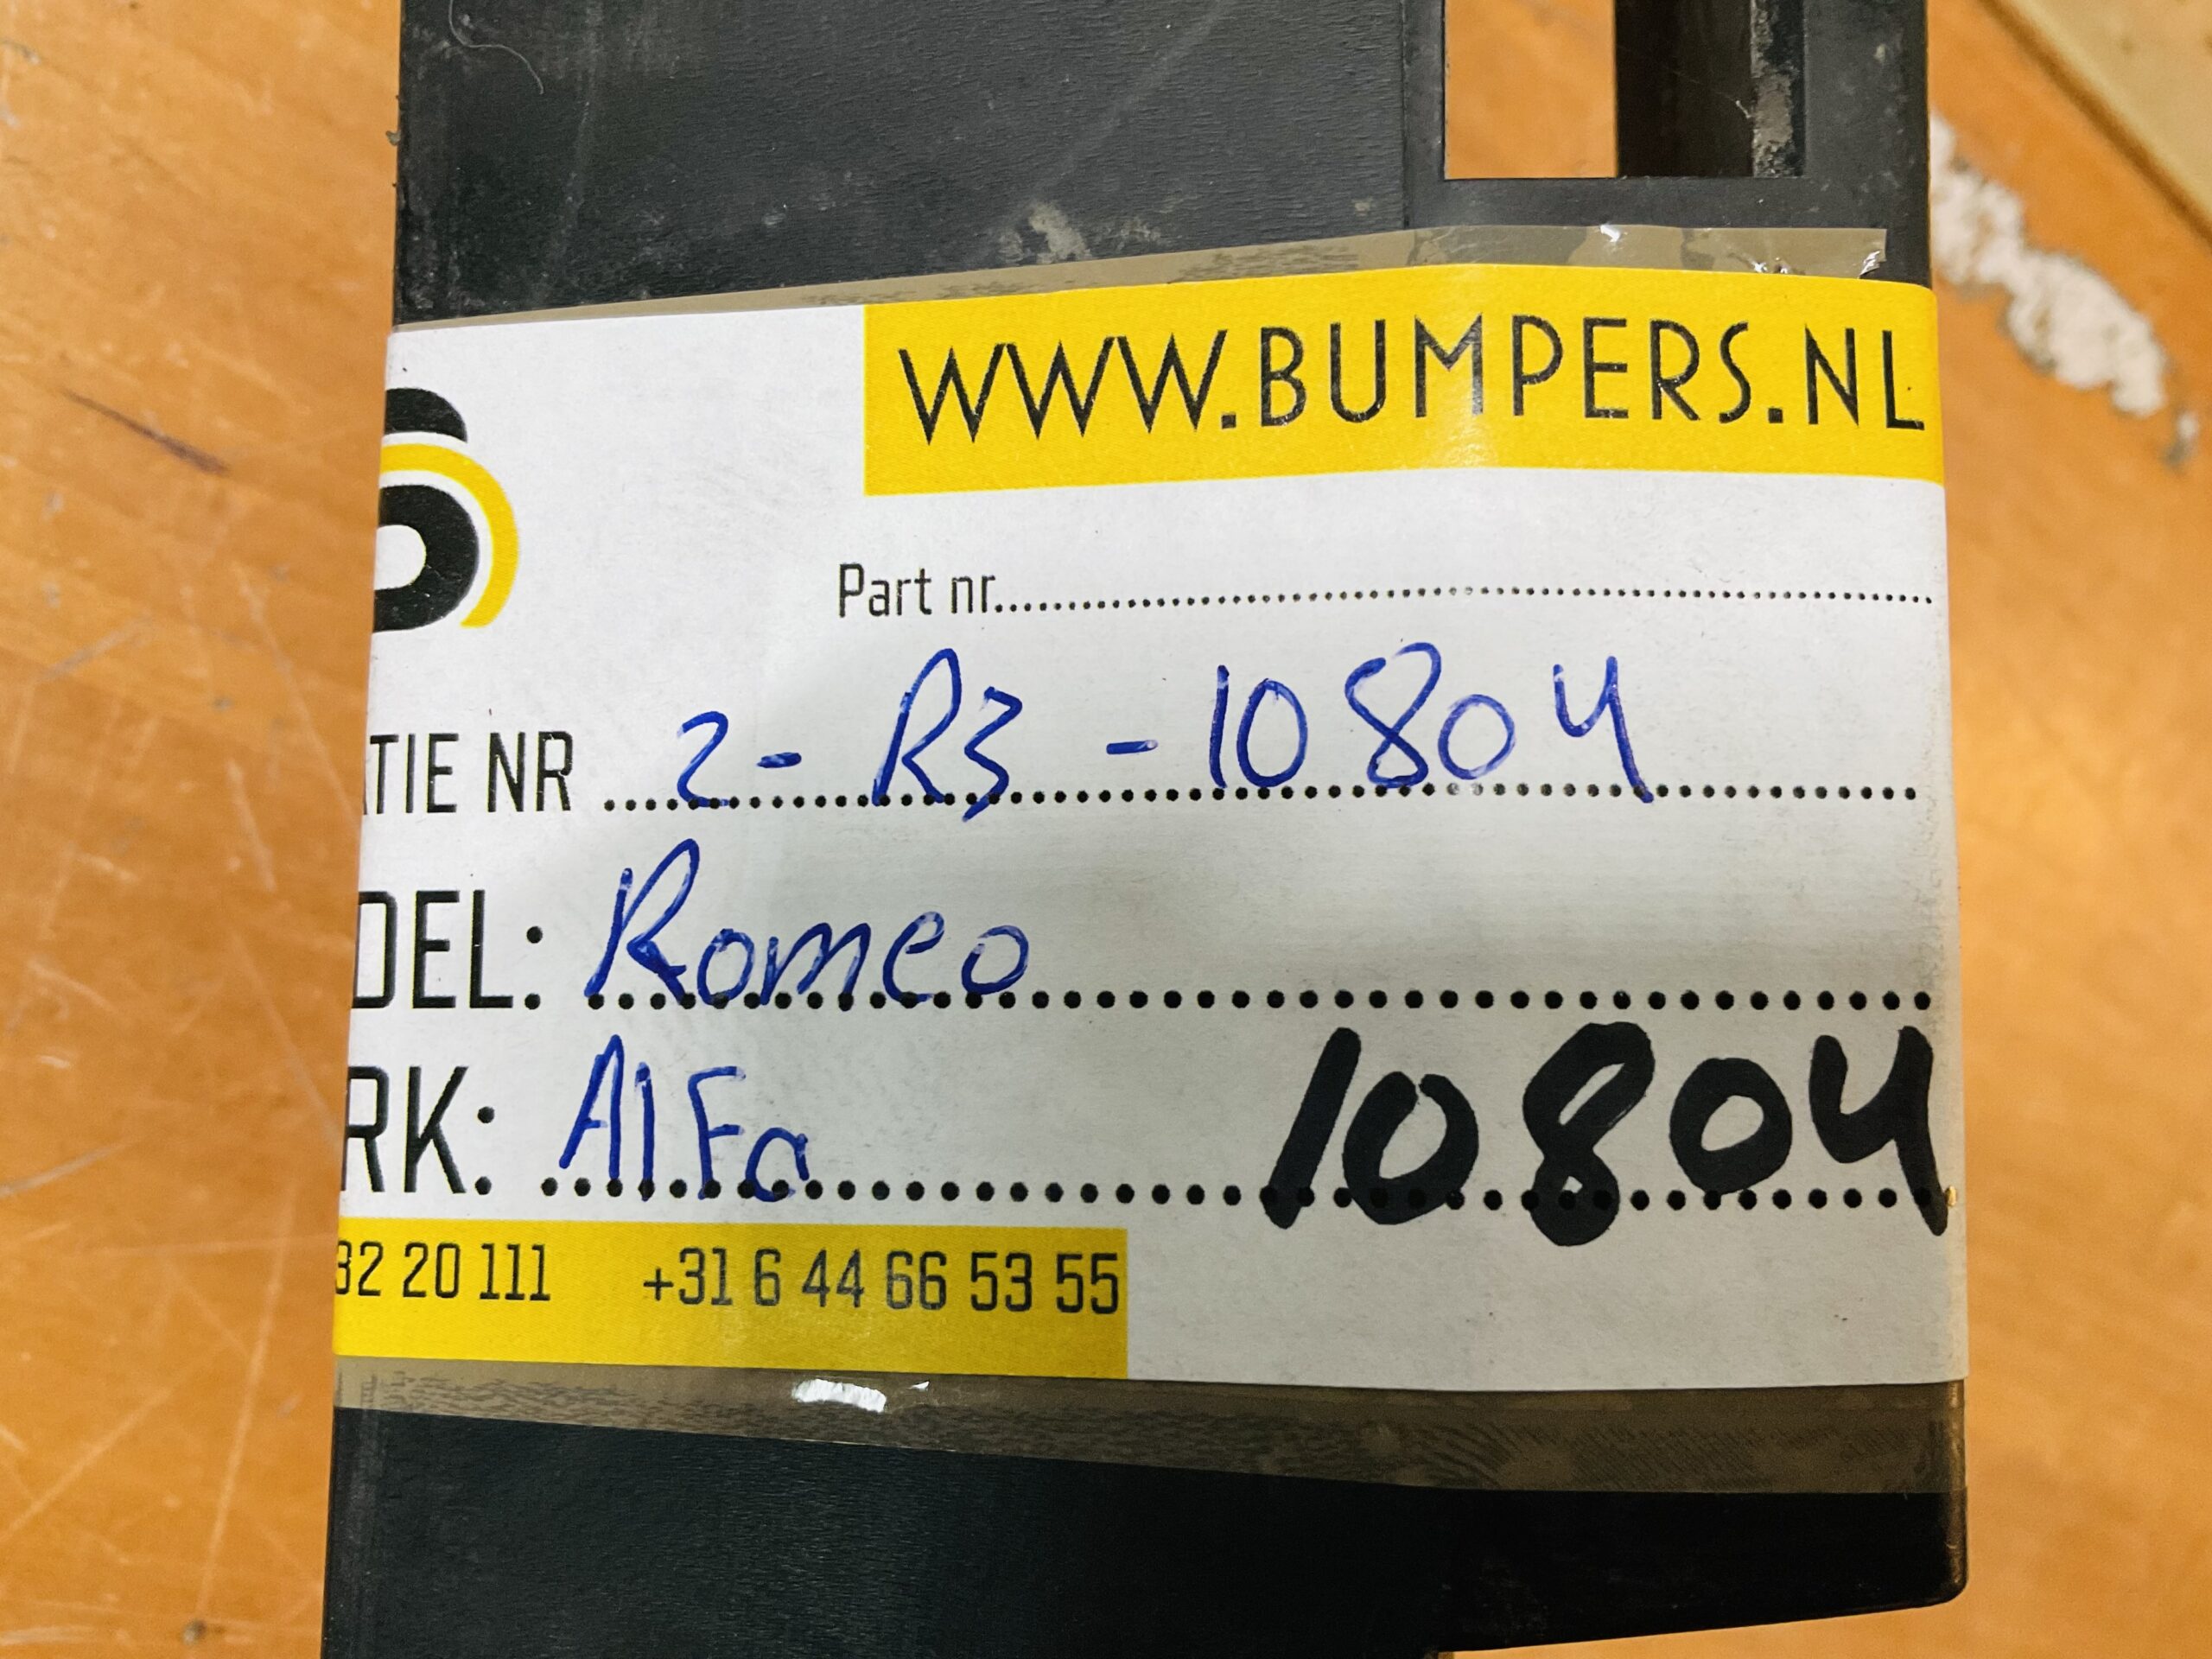 WWW.BUMPERS.NL
Part nr.
TIE NR 2-R3-10804
DEL: Romeo
RK: AlFa 10804
32 20 111 +31 6 44 66 53 55